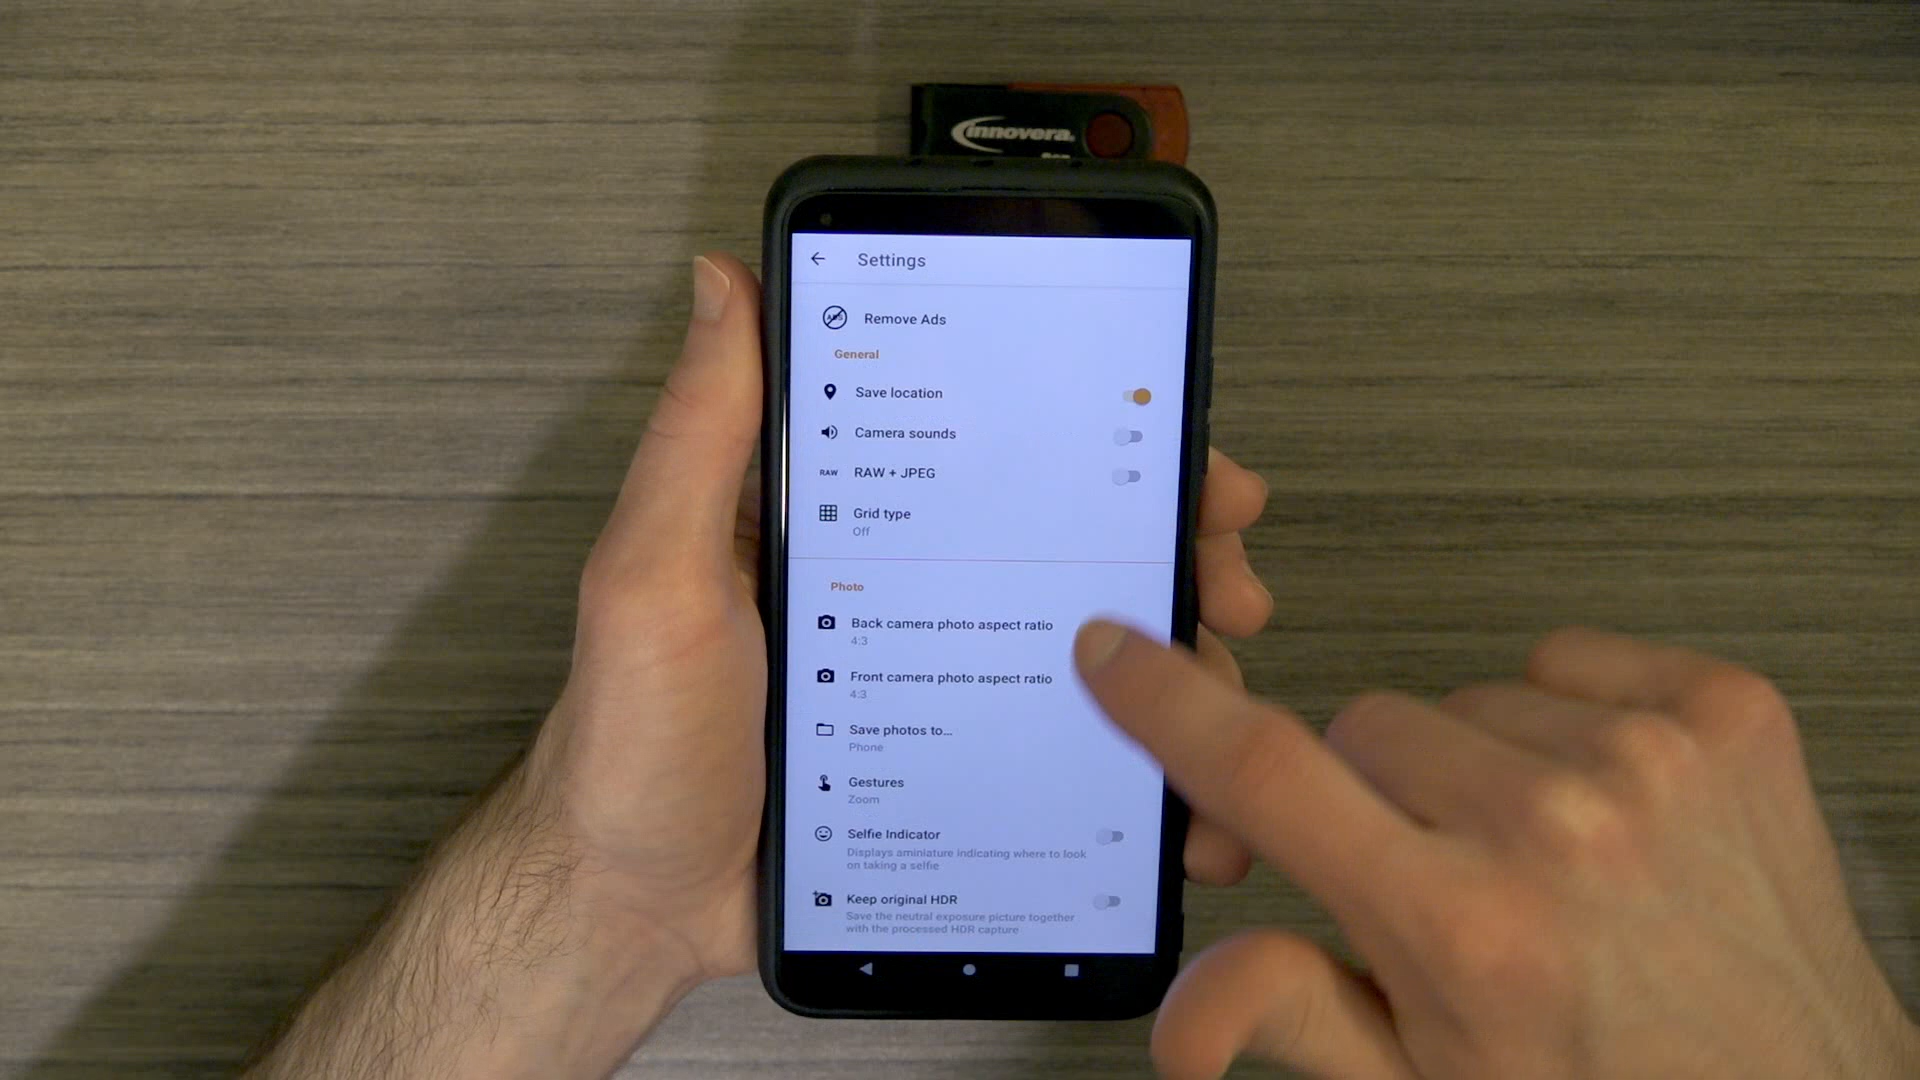 innovera
Settings
ADS
Remove Ads
General
Save location
Camera sounds
RAW
RAW + JPEG
Grid type
Off
Photo
Back camera photo aspect ratio
4:3
Front camera photo aspect ratio
4:3
Save photos to...
Phone
Gestures
Zoom
Selfie Indicator
Displays aminiature indicating where to look
on taking a selfie
Keep original HDR
Save the neutral exposure picture together
with the processed HDR capture